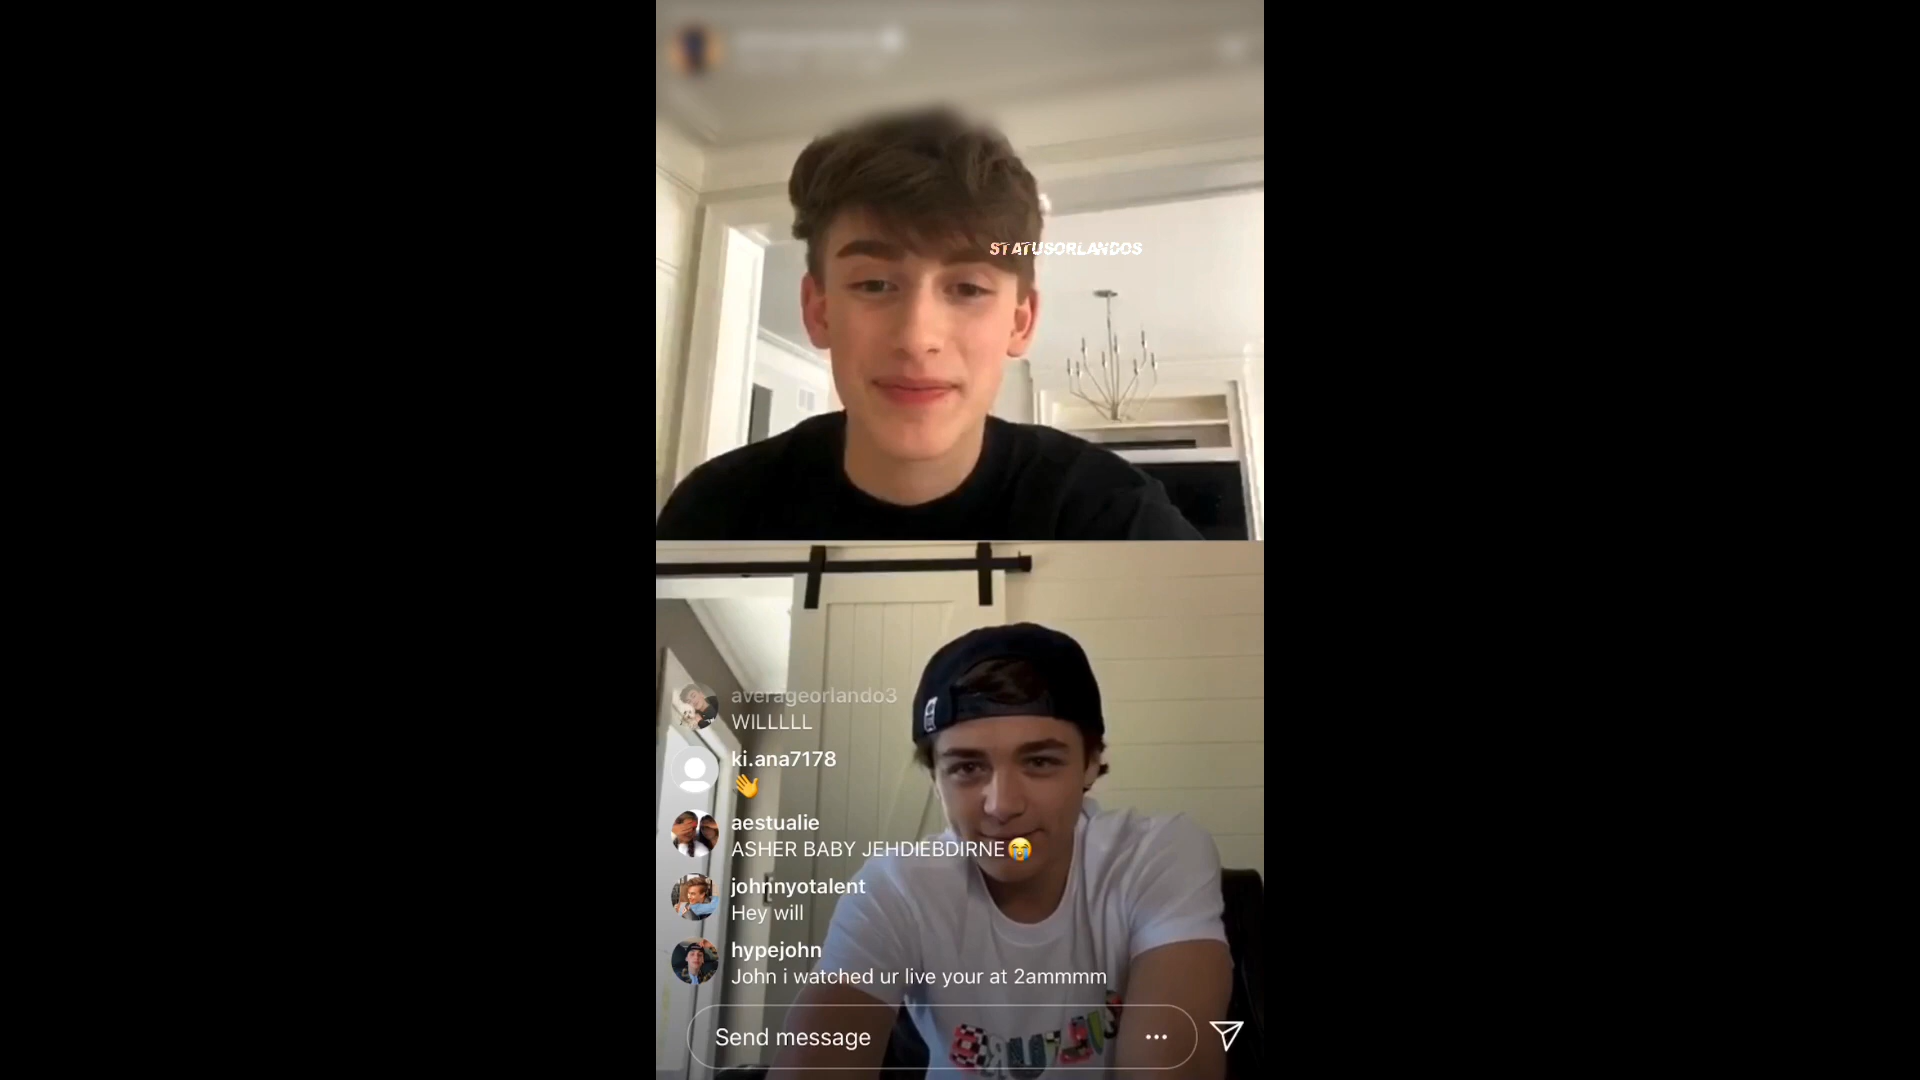 STATUSORLANDOS
averageorlando3
WILLLLL
ki.ana7178
👋
aestualie
ASHER BABY JEHDIEBDIRNE😭
johnnyotalent
Hey will
hypejohn
John i watched ur live your at 2ammmm
Send message